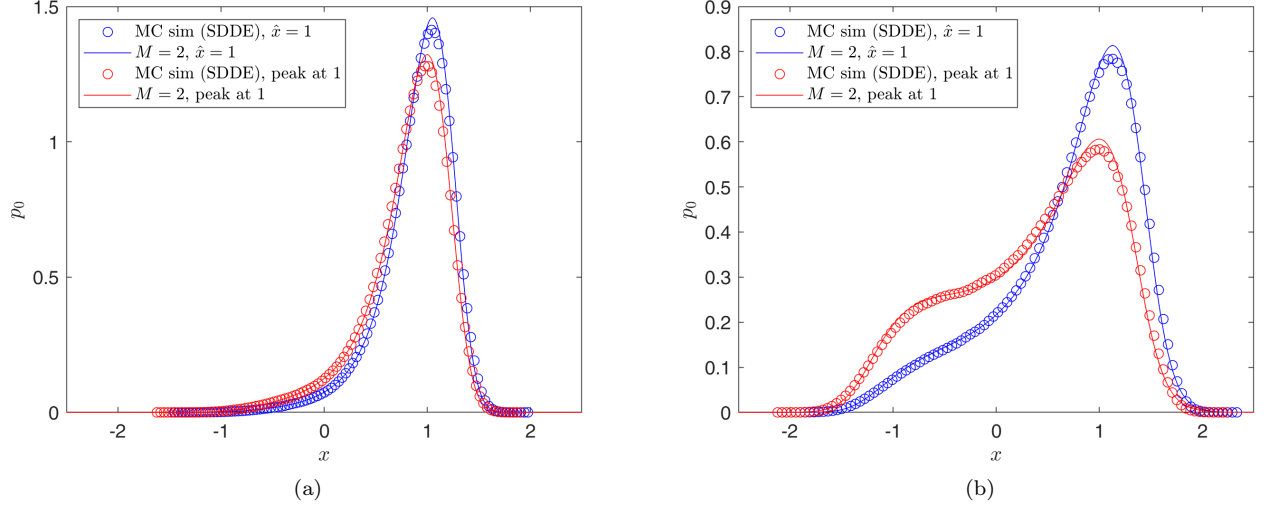 1.5
1
0.5
0
p₀
MC sim (SDDE), x̂ = 1
M = 2, x̂ = 1
MC sim (SDDE), peak at 1
M = 2, peak at 1
-2 -1 0 1 2
x
(a)
0.9
0.8
0.7
0.6
0.5
0.4
0.3
0.2
0.1
0
p₀
MC sim (SDDE), x̂ = 1
M = 2, x̂ = 1
MC sim (SDDE), peak at 1
M = 2, peak at 1
-2 -1 0 1 2
x
(b)